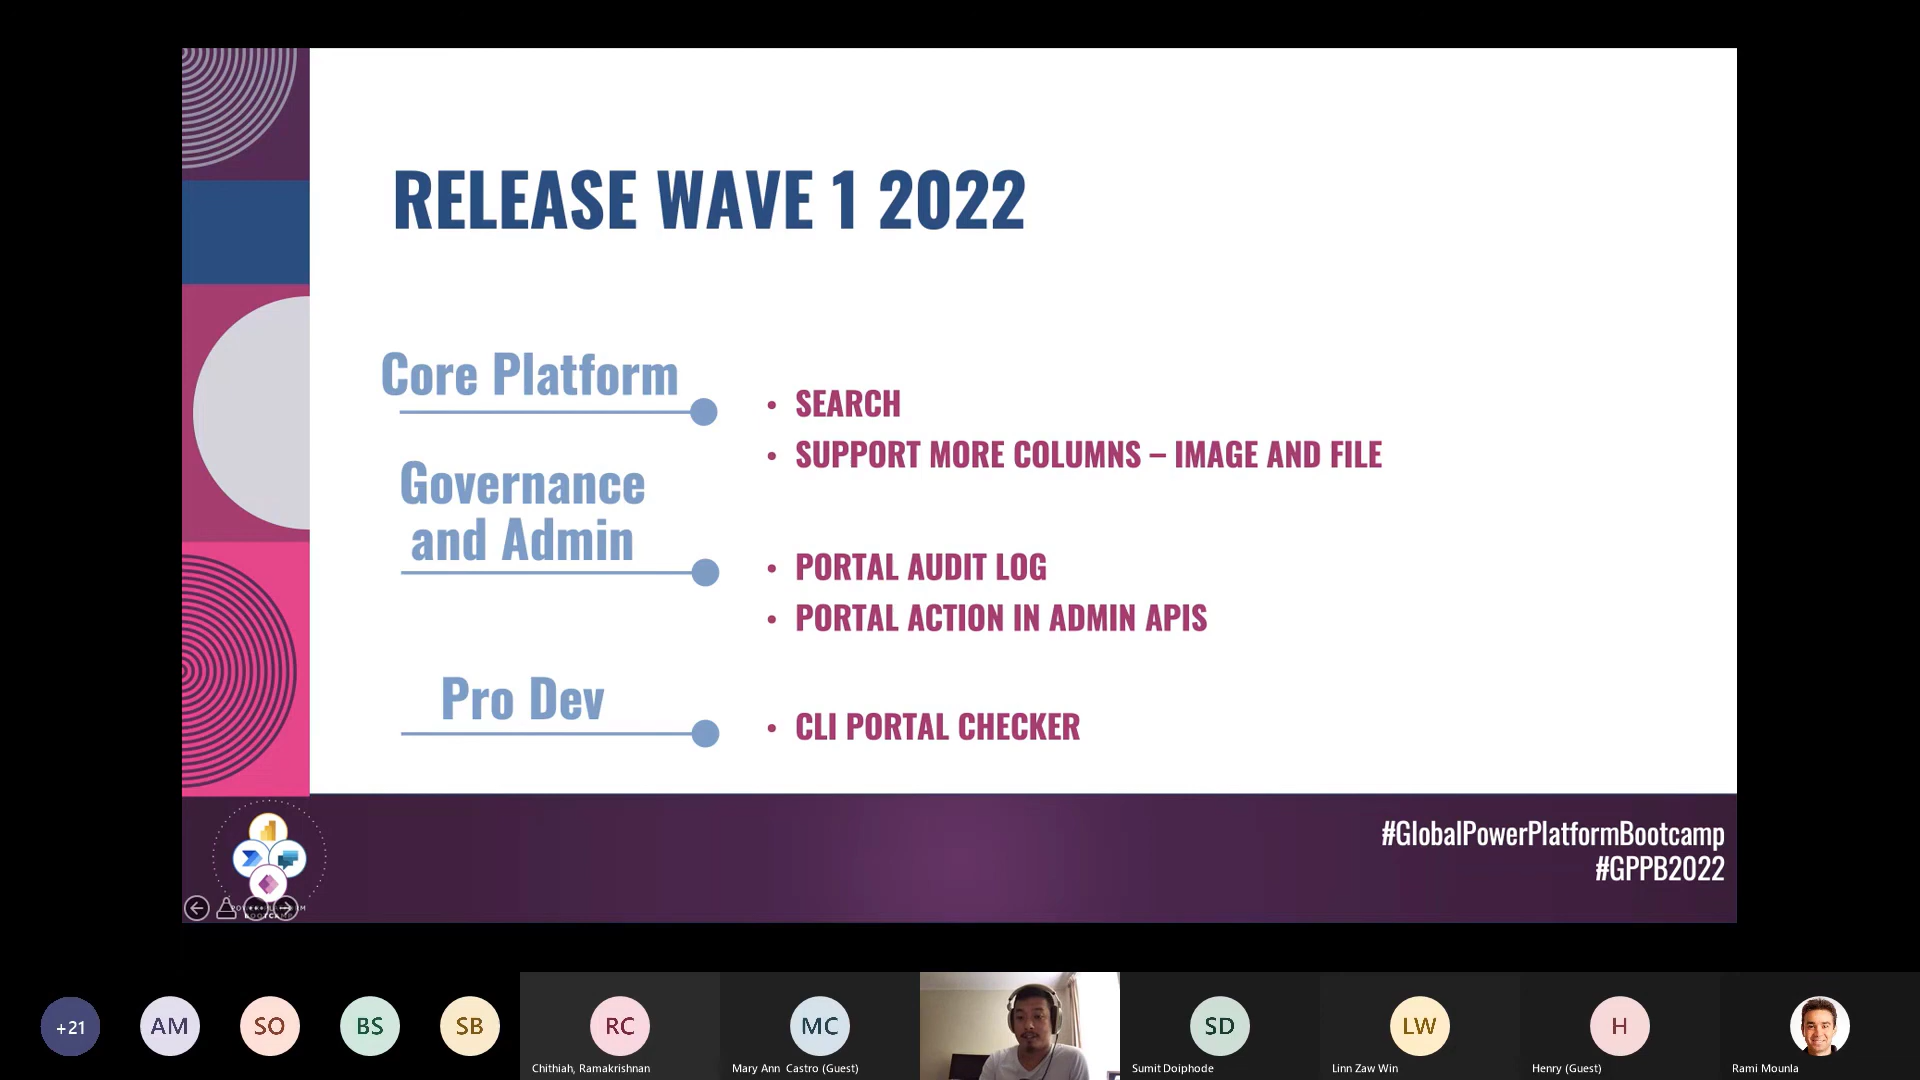 RELEASE WAVE 1 2022
Core Platform
• SEARCH
• SUPPORT MORE COLUMNS – IMAGE AND FILE
Governance
and Admin
• PORTAL AUDIT LOG
• PORTAL ACTION IN ADMIN APIS
Pro Dev
• CLI PORTAL CHECKER
#GlobalPowerPlatformBootcamp
#GPPB2022
+21
AM
SO
BS
SB
RC
Chithiah, Ramakrishnan
MC
Mary Ann Castro (Guest)
SD
Sumit Doiphode
LW
Linn Zaw Win
H
Henry (Guest)
Rami Mounla